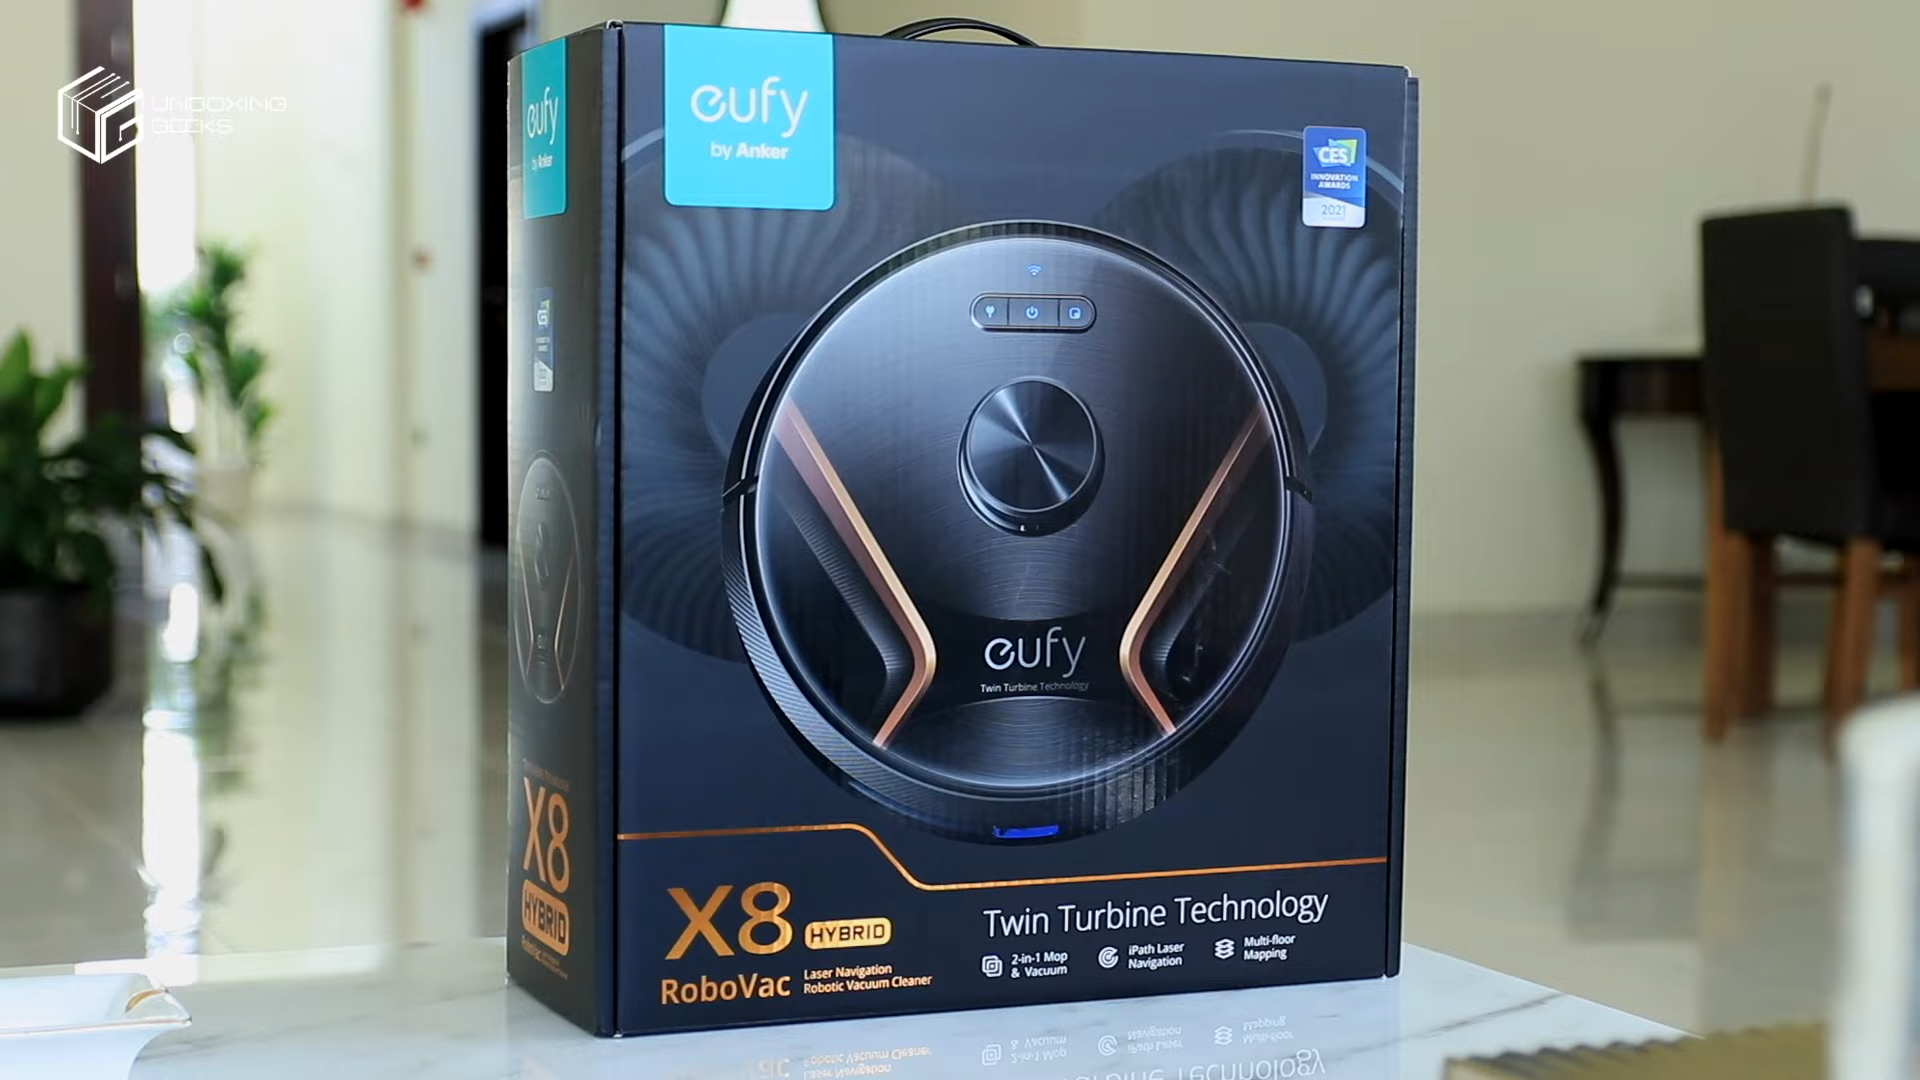 UNBOXING
GEEKS
eufy
by Anker
X8
HYBRID
RoboVac
eufy
by Anker
CES
INNOVATION
AWARDS
2021
eufy
Twin Turbine Technology
X8 HYBRID
RoboVac
Laser Navigation
Robotic Vacuum Cleaner
Twin Turbine Technology
2-in-1 Mop
& Vacuum
iPath Laser
Navigation
Multi-floor
Mapping